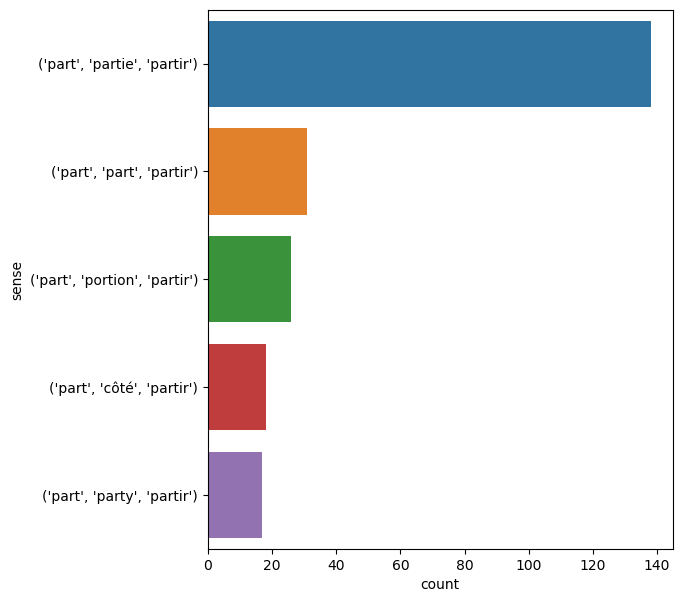 ('part', 'partie', 'partir')
('part', 'part', 'partir')
('part', 'portion', 'partir')
('part', 'côté', 'partir')
('part', 'party', 'partir')
sense
0 20 40 60 80 100 120 140
count